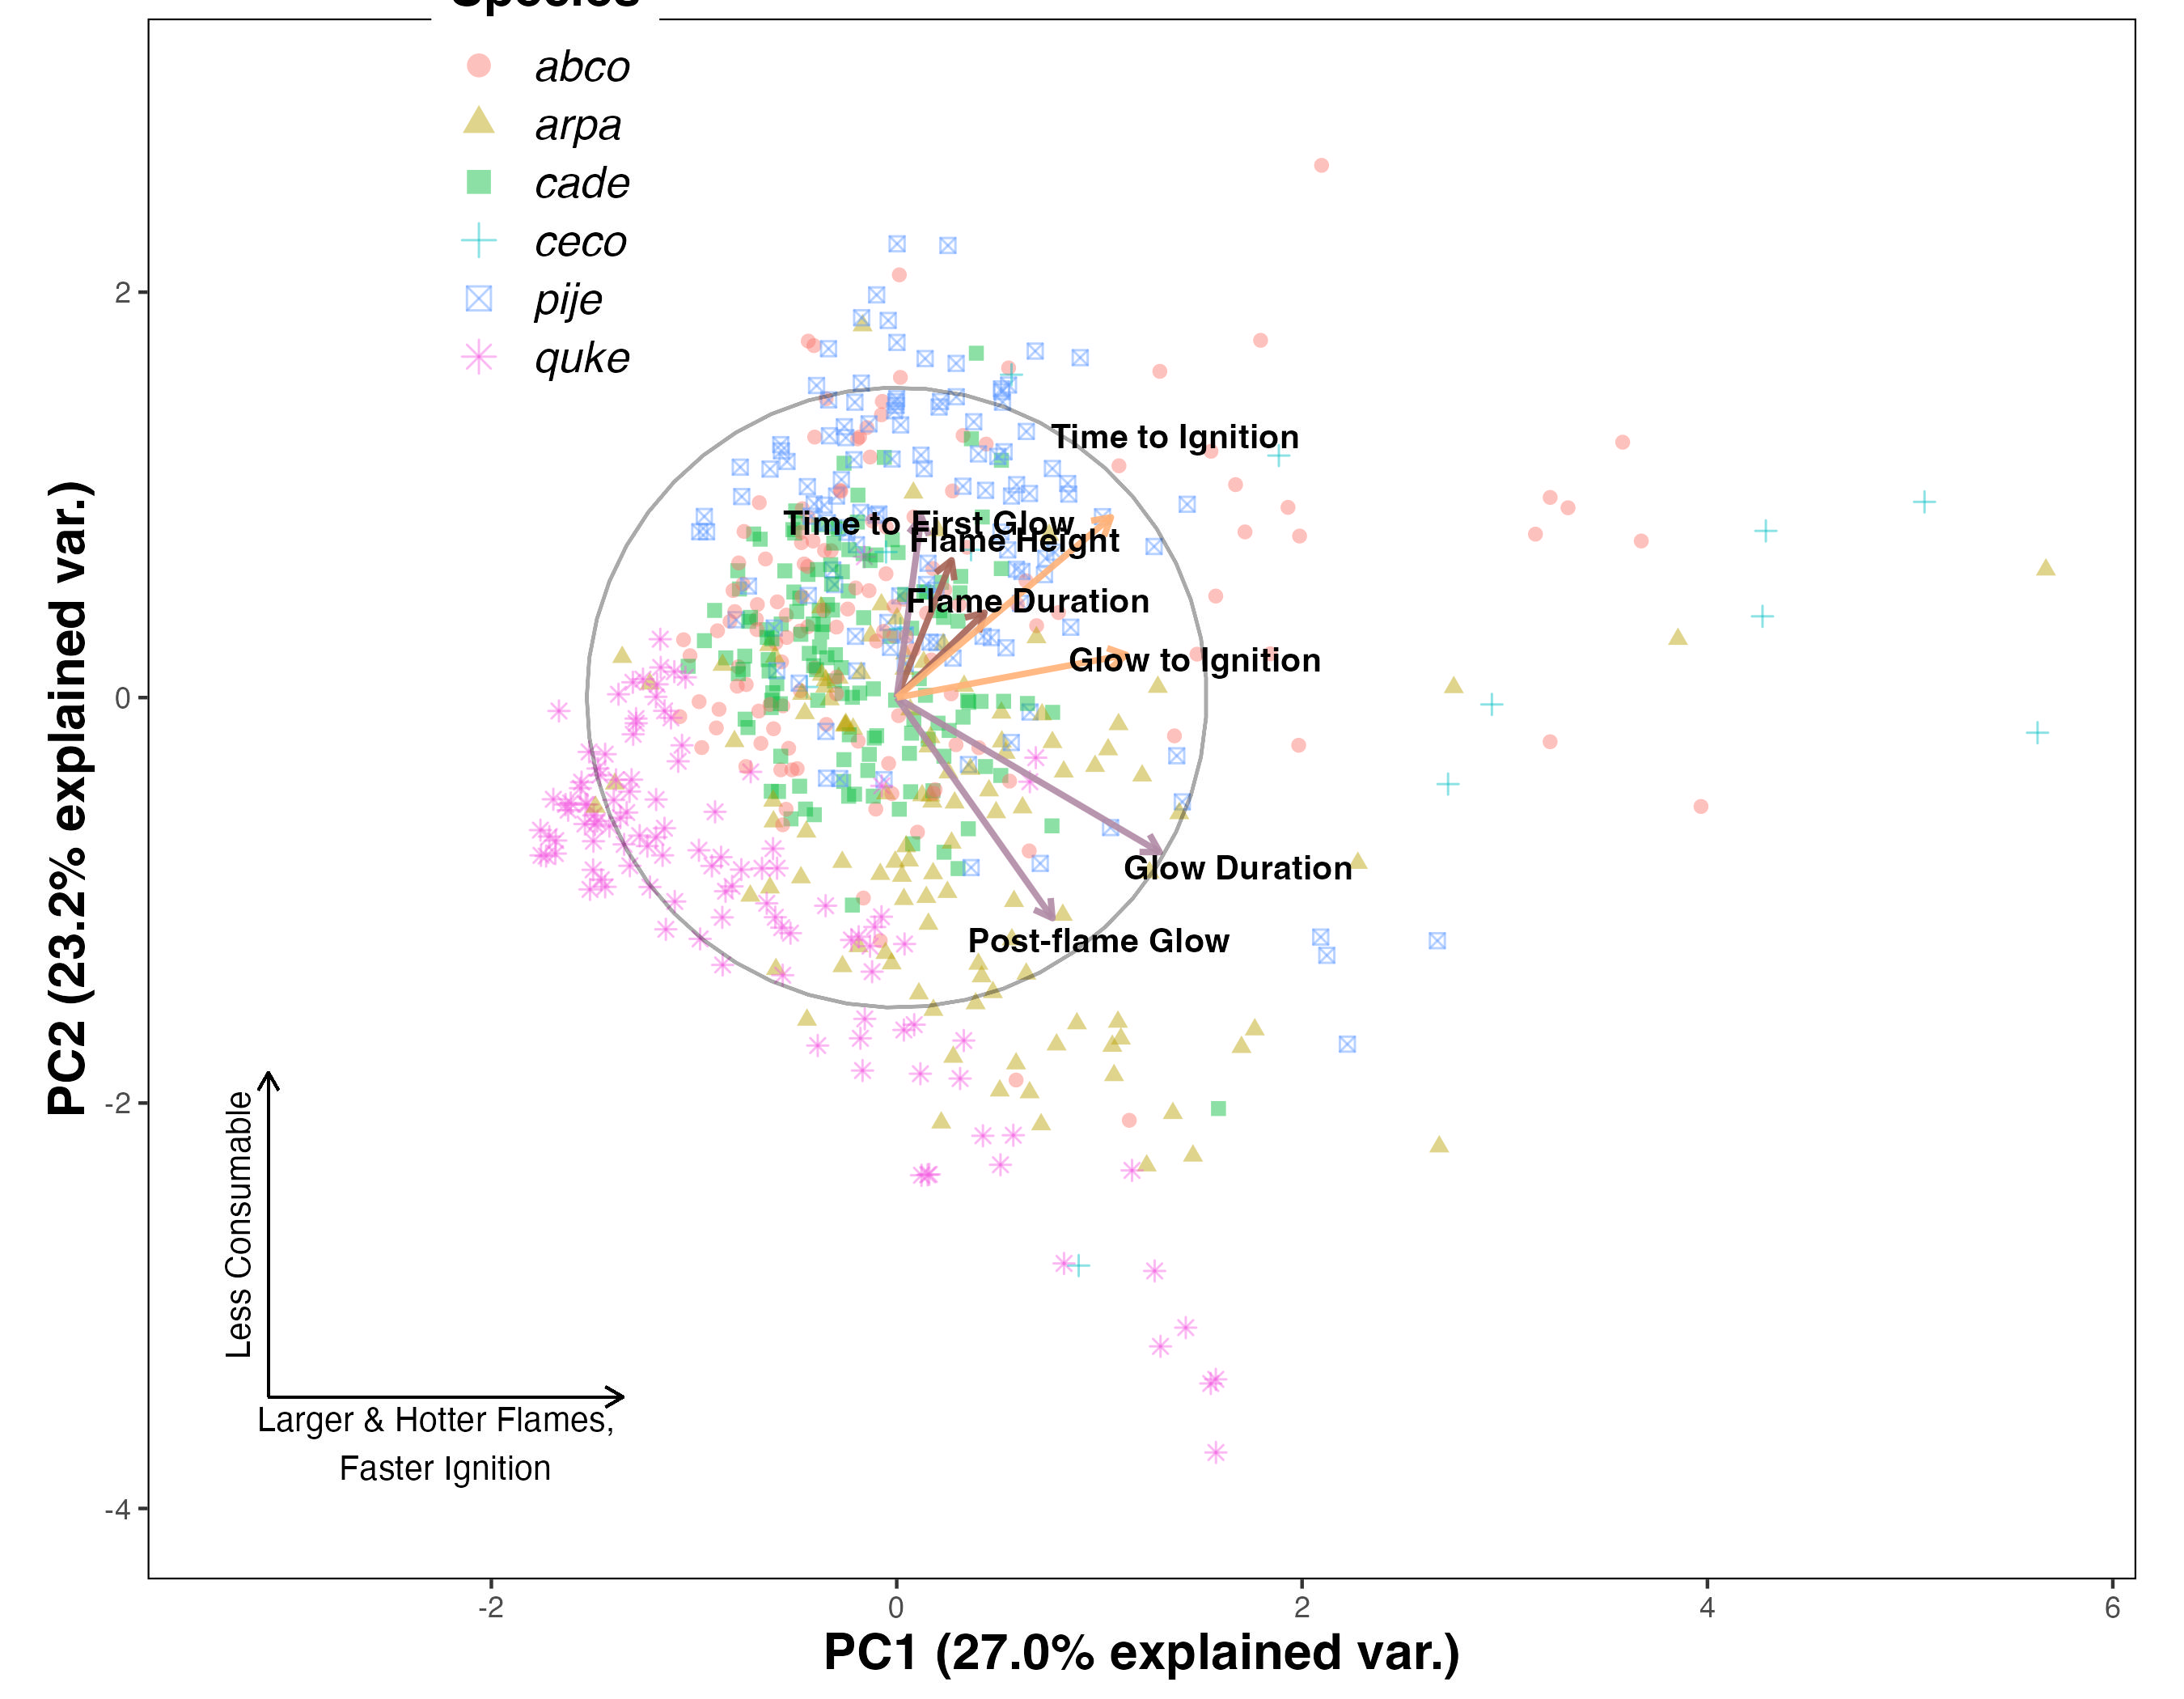 Species
abco
arpa
cade
ceco
pije
quke
2
0
-2
-4
PC2 (23.2% explained var.)
Time to Ignition
Time to First Glow
Flame Height
Flame Duration
Glow to Ignition
Glow Duration
Post-flame Glow
Less Consumable
Larger & Hotter Flames,
Faster Ignition
-2
0
2
4
6
PC1 (27.0% explained var.)